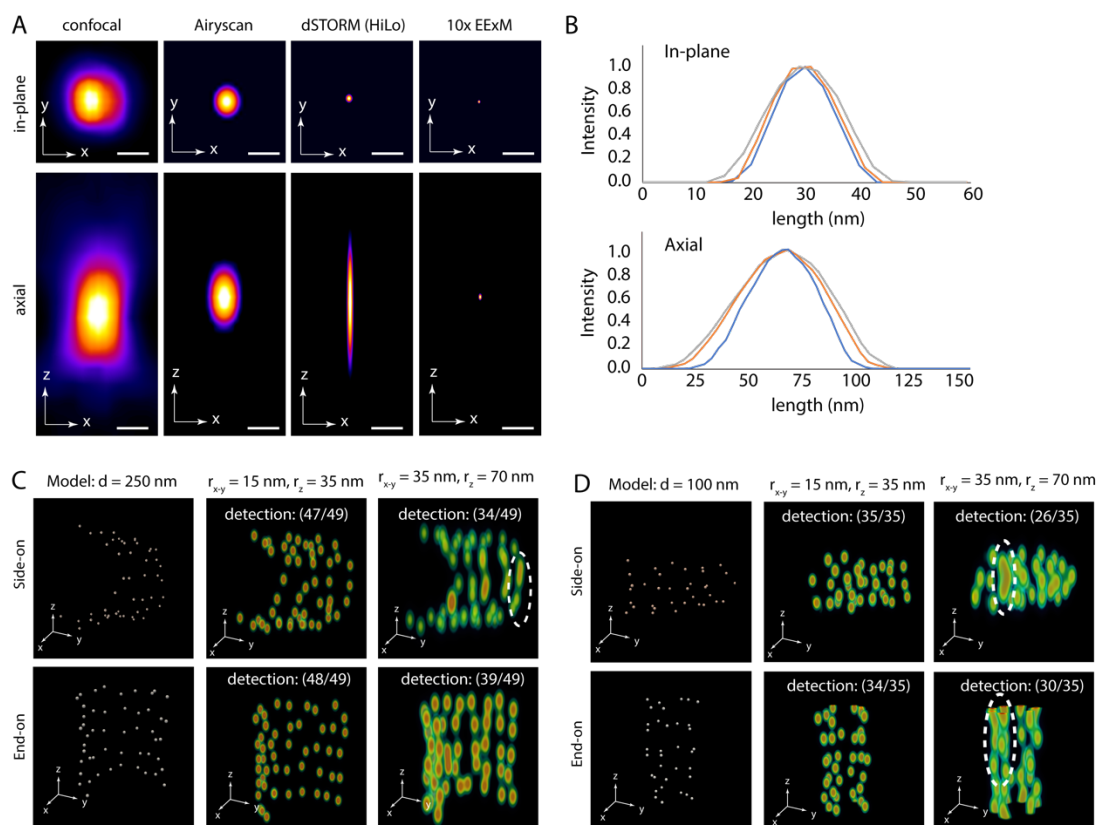 A
confocal
Airyscan
dSTORM (HiLo)
10x EExM
in-plane
y
x
y
x
y
x
y
x
axial
z
x
z
x
z
x
z
x
B
In-plane
Intensity
1.0
0.8
0.6
0.4
0.2
0.0
0 10 20 30 40 50 60
length (nm)
Axial
Intensity
1.0
0.8
0.6
0.4
1.0
1.0
0 25 50 75 100 125 150
length (nm)
C
Model: d = 250 nm
rx-y = 15 nm, rz = 35 nm
rx-y = 35 nm, rz = 70 nm
Side-on
z
x
y
detection: (47/49)
z
x
y
detection: (34/49)
z
x
y
End-on
z
x
y
detection: (48/49)
z
x
y
detection: (39/49)
z
x
y
D
Model: d = 100 nm
rx-y = 15 nm, rz = 35 nm
rx-y = 35 nm, rz = 70 nm
Side-on
z
x
y
detection: (35/35)
z
x
y
detection: (26/35)
z
x
y
End-on
z
x
y
detection: (34/35)
z
x
y
detection: (30/35)
z
x
y